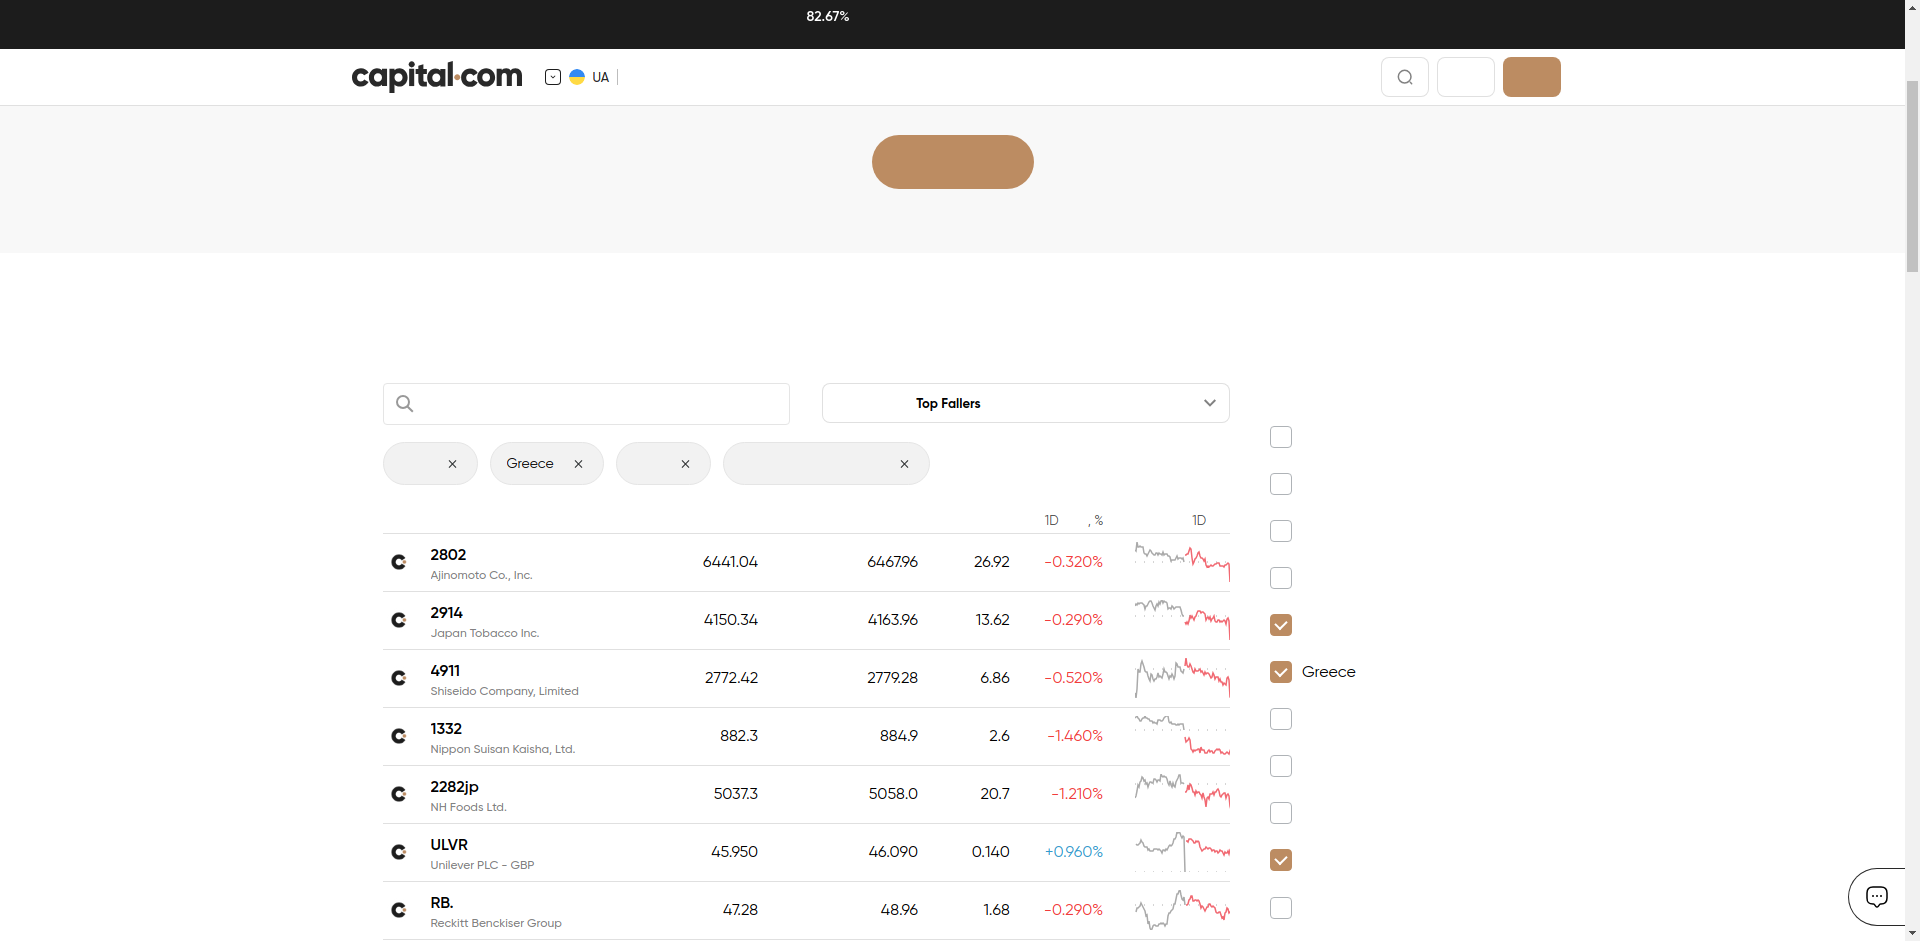 82.67%
capital.com
UA
Top Fallers
Greece
1D , % 1D
2802 6441.04 6467.96 26.92 -0.320%
Ajinomoto Co., Inc.
2914 4150.34 4163.96 13.62 -0.290%
Japan Tobacco Inc.
4911 2772.42 2779.28 6.86 -0.520%
Shiseido Company, Limited
1332 882.3 884.9 2.6 -1.460%
Nippon Suisan Kaisha, Ltd.
2282jp 5037.3 5058.0 20.7 -1.210%
NH Foods Ltd.
ULVR 45.950 46.090 0.140 +0.960%
Unilever PLC - GBP
RB. 47.28 48.96 1.68 -0.290%
Reckitt Benckiser Group
Greece